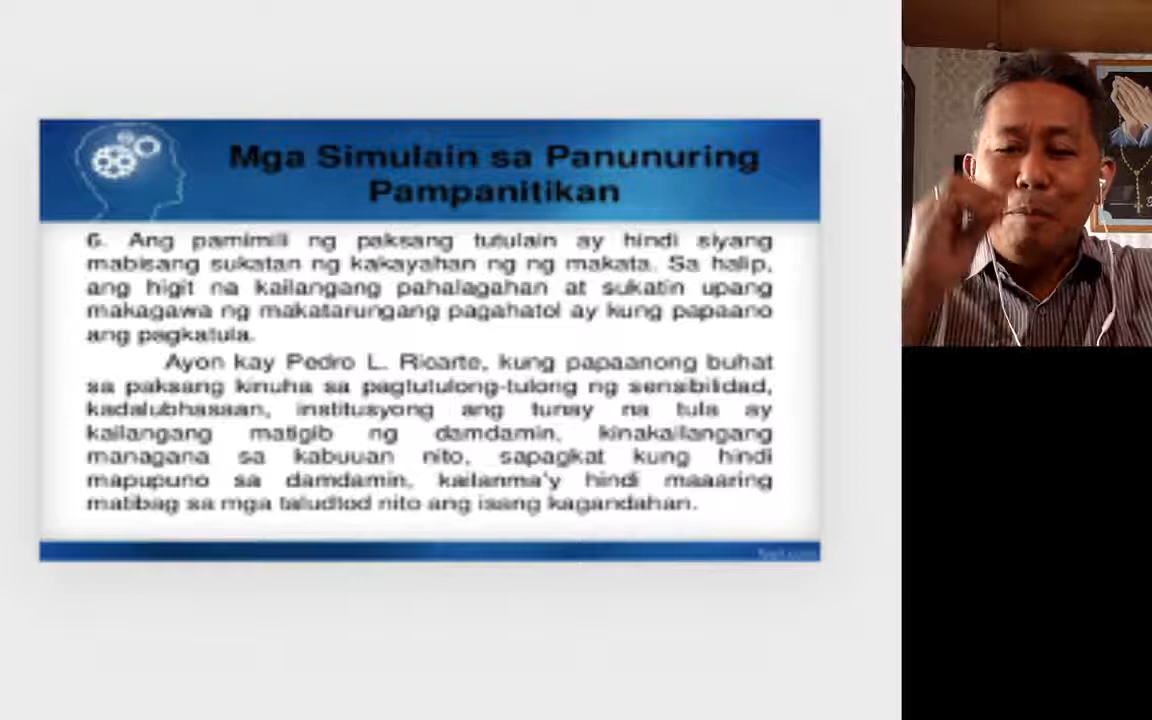 Mga Simulain sa Panunuring
Pampanitikan
6. Ang pamimili ng paksang tutulain ay hindi siyang
mabisang sukatan ng kakayahan ng ng makata. Sa halip,
ang higit na kailangang pahalagahan at sukatin upang
makagawa ng makatarungang pagahatol ay kung papaano
ang pagkatula.
Ayon kay Pedro L. Ricarte, kung papaanong buhat
sa paksang kinuha sa pagtutulong-tulong ng sensibilidad,
kadalubhasaan, institusyong ang tunay na tula ay
kailangang matigib ng damdamin, kinakailangang
managana sa kabuuan nito, sapagkat kung hindi
mapupuno sa damdamin, kailanma'y hindi maaaring
matibag sa mga taludtod nito ang isang kagandahan.